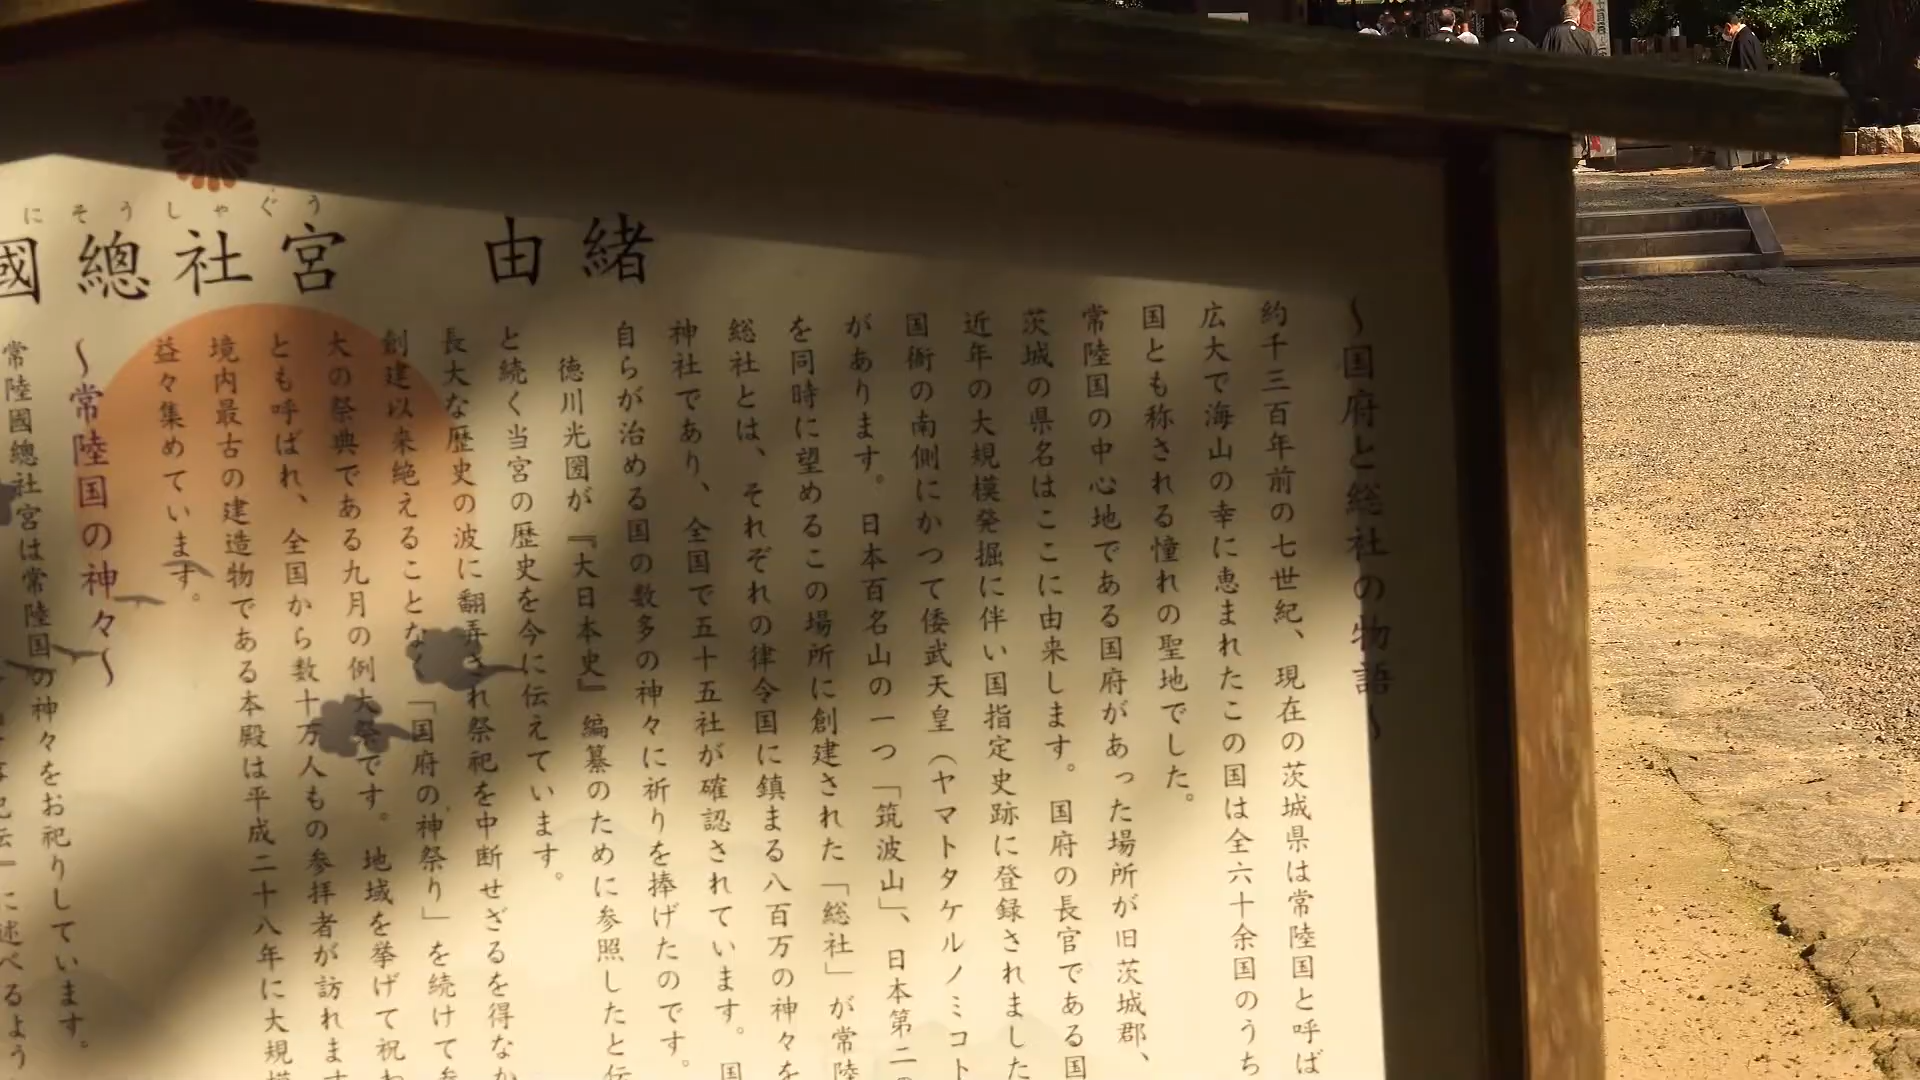 にそうしゃぐう
國總社宮 由緒
～国府と総社の物語～
約千三百年前の七世紀、現在の茨城県は常陸国と呼ば
広大で海山の幸に恵まれたこの国は全六十余国のうち
国とも称される憧れの聖地でした。
常陸国の中心地である国府があった場所が旧茨城郡、
茨城の県名はここに由来します。国府の長官である国
近年の大規模発掘に伴い国指定史跡に登録されました
国衙の南側にかつて倭武天皇（ヤマトタケルノミコト
があります。日本百名山の一つ「筑波山」、日本第二の
を同時に望めるこの場所に創建された「総社」が常陸
総社とは、それぞれの律令国に鎮まる八百万の神々を
神社であり、全国で五十五社が確認されています。国
自らが治める国の数多の神々に祈りを捧げたのです。
徳川光圀が『大日本史』編纂のために参照したと伝
と続く当宮の歴史を今に伝えています。
長大な歴史の波に翻弄され祭祀を中断せざるを得なか
創建以来絶えることなく「国府の神祭り」を続けて参
大の祭典である九月の例大祭です。地域を挙げて祝わ
とも呼ばれ、全国から数十万人もの参拝者が訪れます
境内最古の建造物である本殿は平成二十八年に大規模
益々集めています。
～常陸国の神々～
常陸國總社宮は常陸国の神々をお祀りしています。
に述べるよう